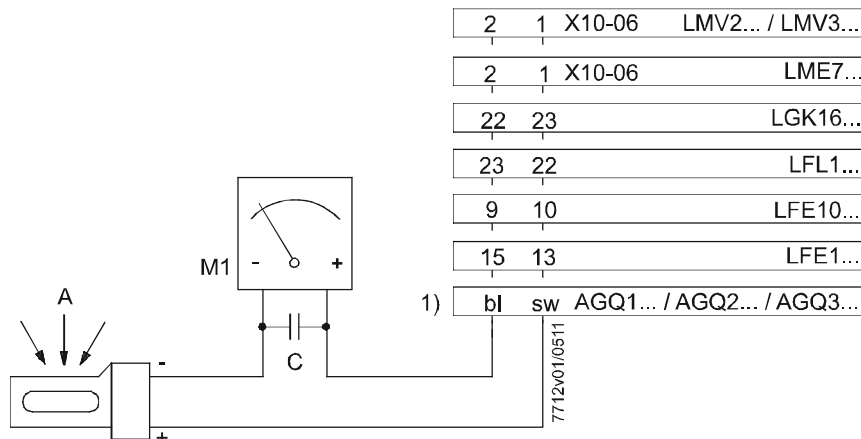 2 1 X10-06 LMV2... / LMV3...
2 1 X10-06 LME7...
22 23 LGK16...
23 22 LFL1...
9 10 LFE10...
15 13 LFE1...
1) bl sw AGQ1... / AGQ2... / AGQ3...
M1
- +
A
C
-
+
7712v01/0511